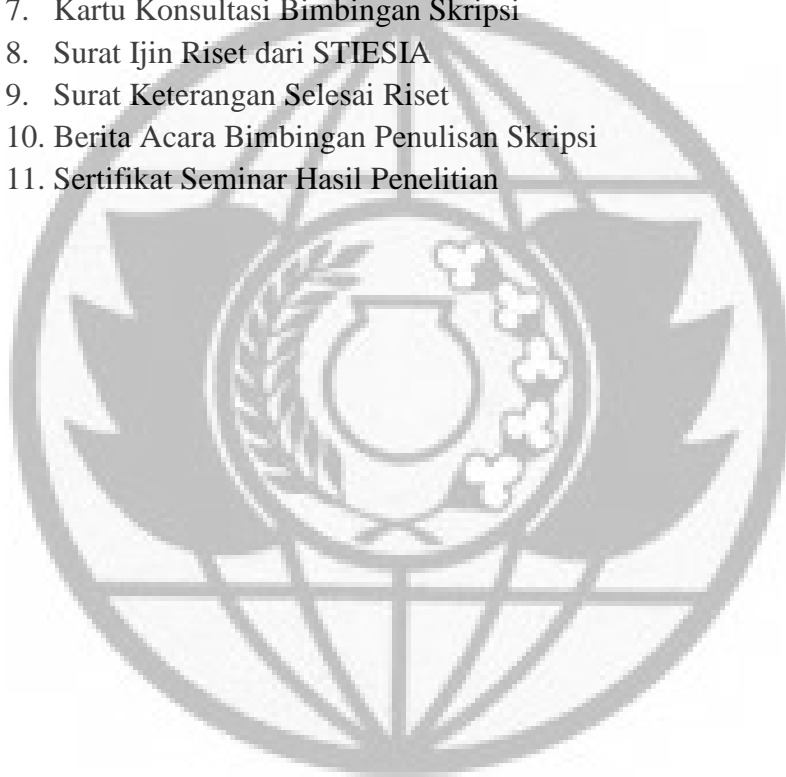 7. Kartu Konsultasi Bimbingan Skripsi
8. Surat Ijin Riset dari STIESIA
9. Surat Keterangan Selesai Riset
10. Berita Acara Bimbingan Penulisan Skripsi
11. Sertifikat Seminar Hasil Penelitian